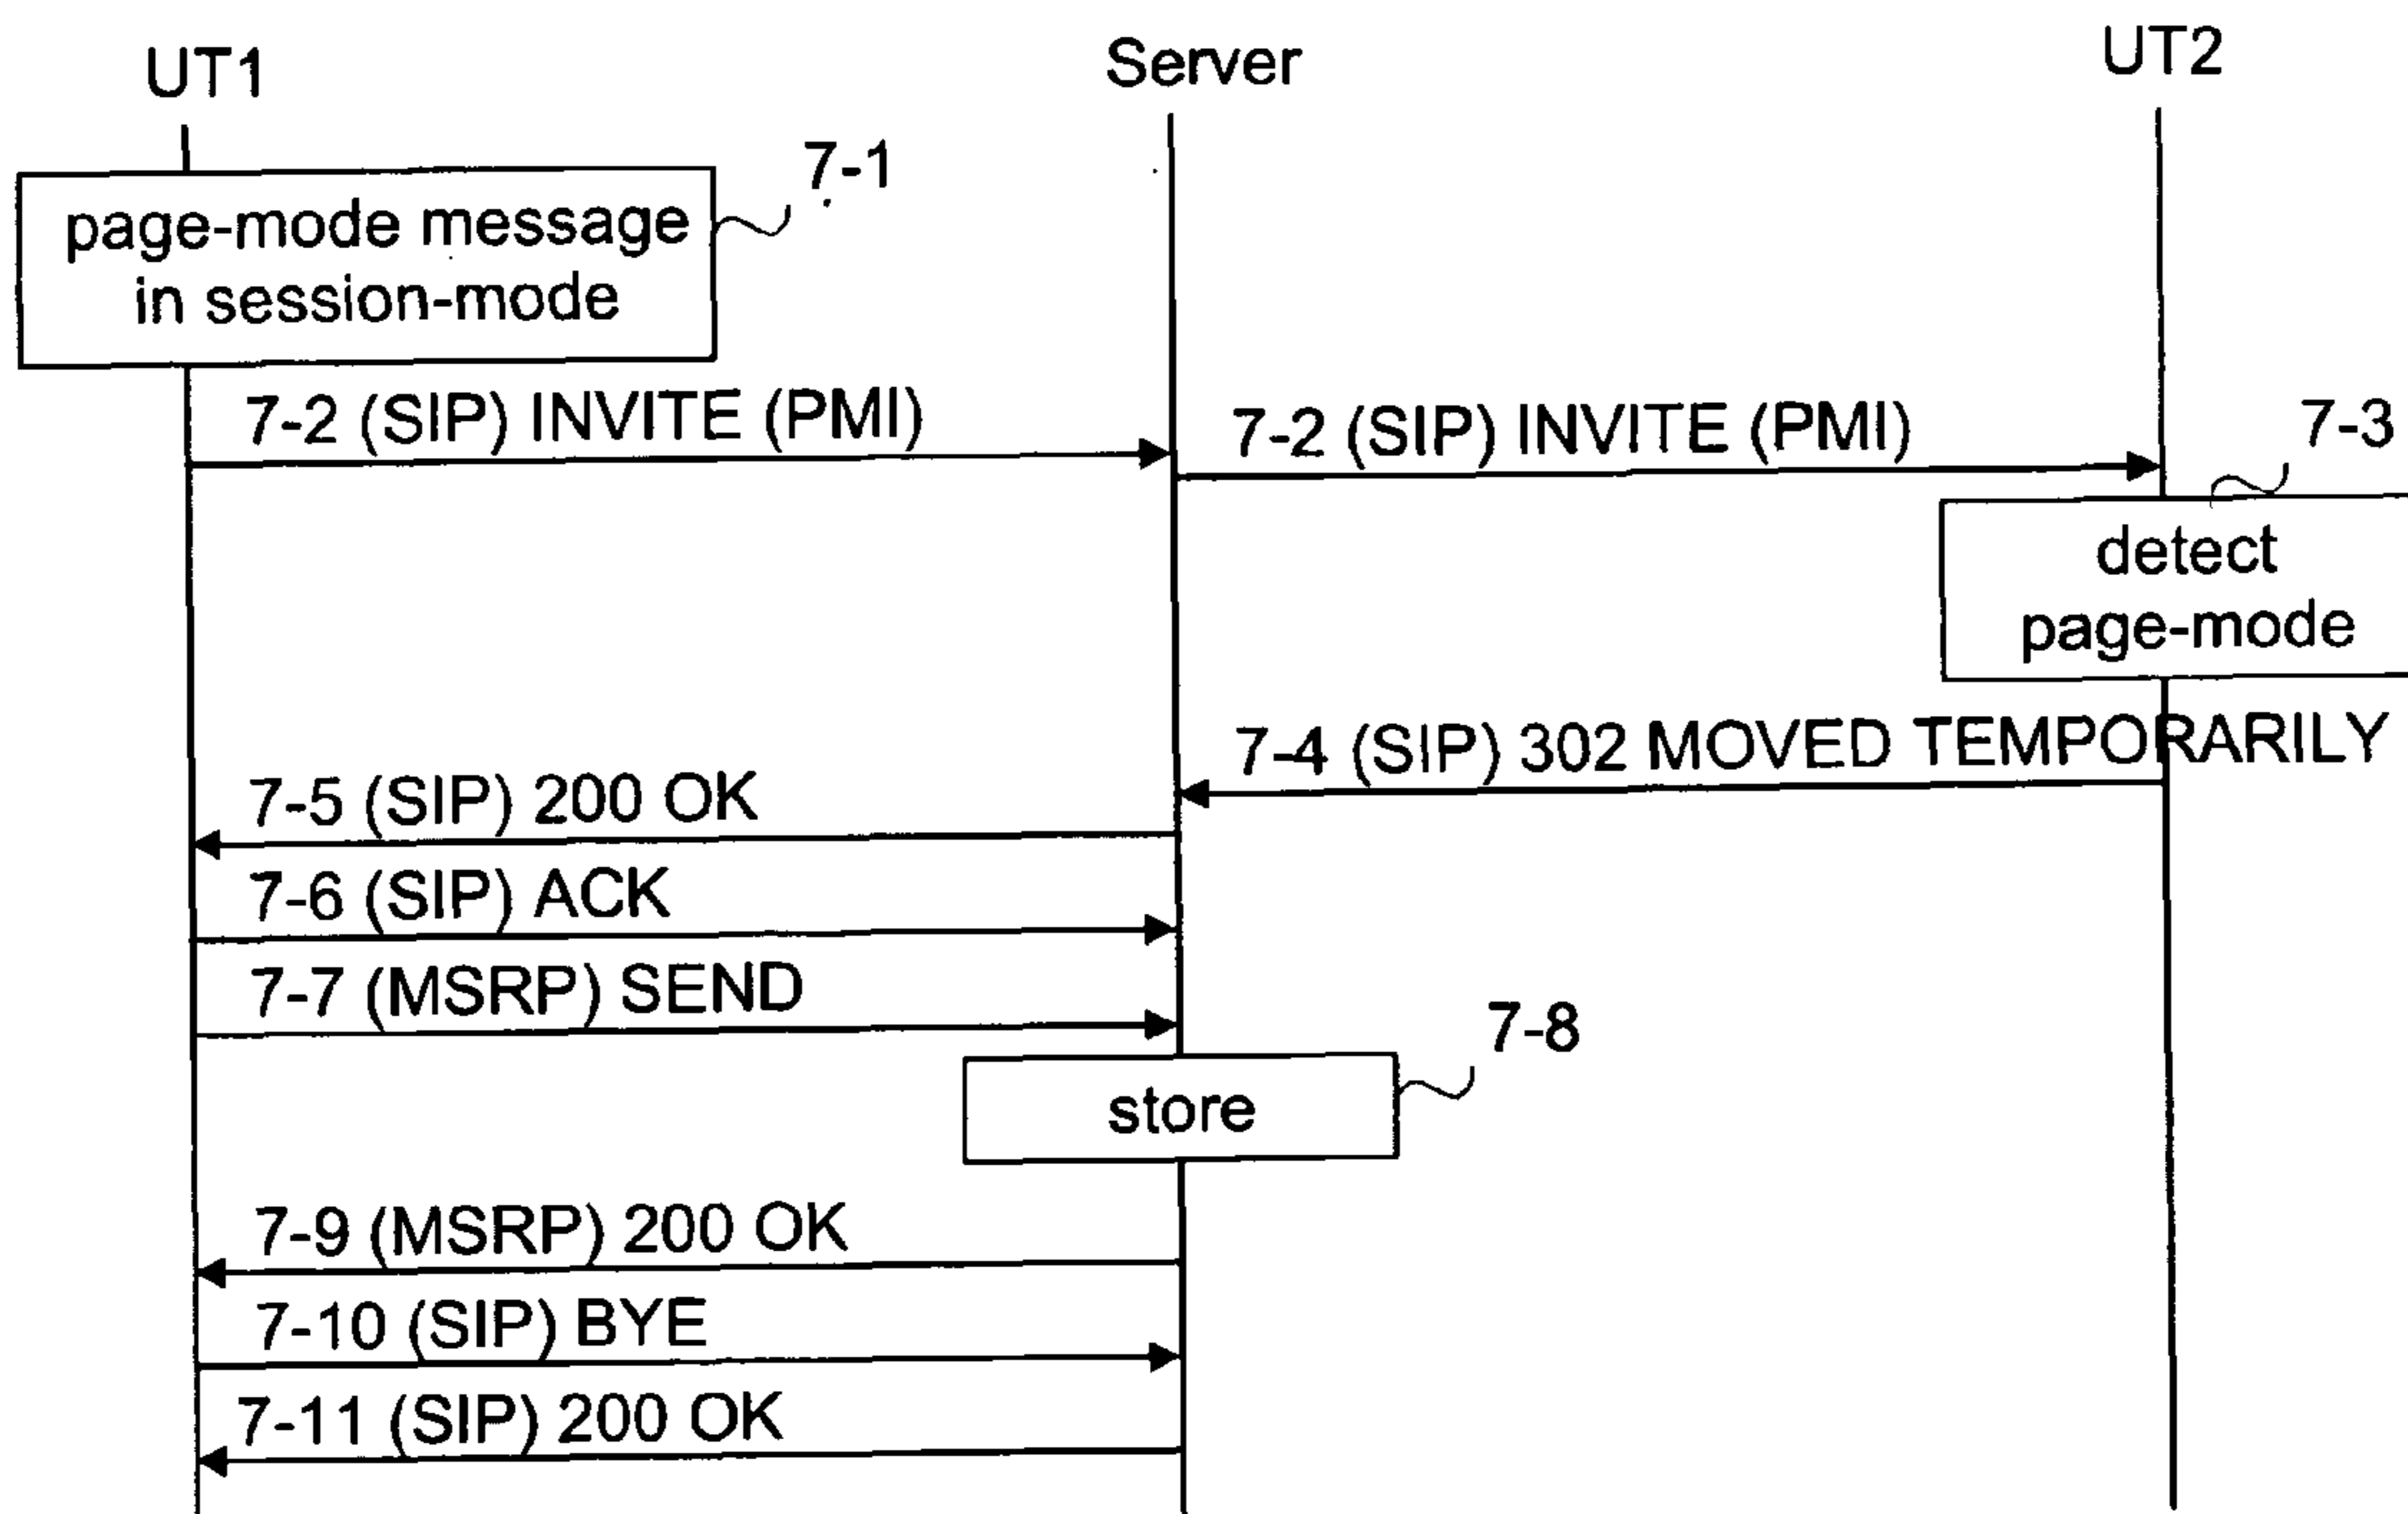 UT1
Server
UT2
7-1
page-mode message
in session-mode
7-2 (SIP) INVITE (PMI)
7-2 (SIP) INVITE (PMI)
7-3
detect
page-mode
7-4 (SIP) 302 MOVED TEMPORARILY
7-5 (SIP) 200 OK
7-6 (SIP) ACK
7-7 (MSRP) SEND
7-8
store
7-9 (MSRP) 200 OK
7-10 (SIP) BYE
7-11 (SIP) 200 OK